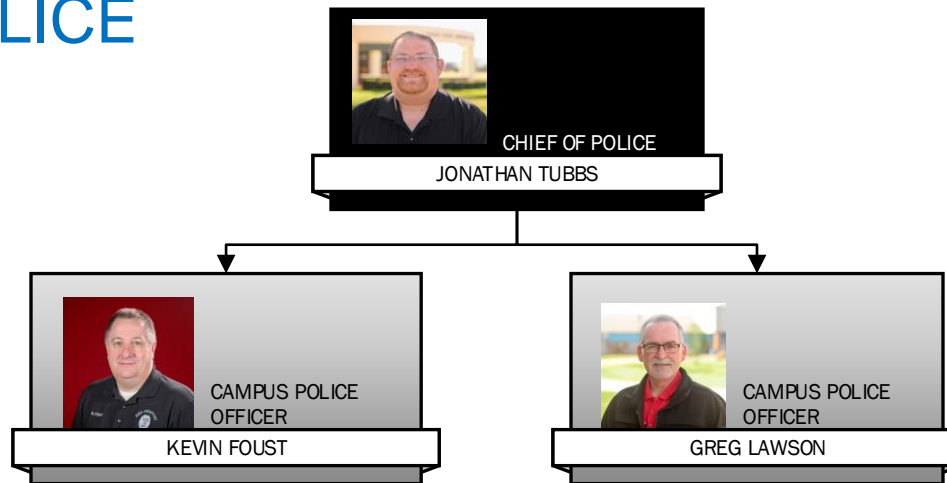 LICE
CHIEF OF POLICE
JONATHAN TUBBS
CAMPUS POLICE
OFFICER
KEVIN FOUST
CAMPUS POLICE
OFFICER
GREG LAWSON